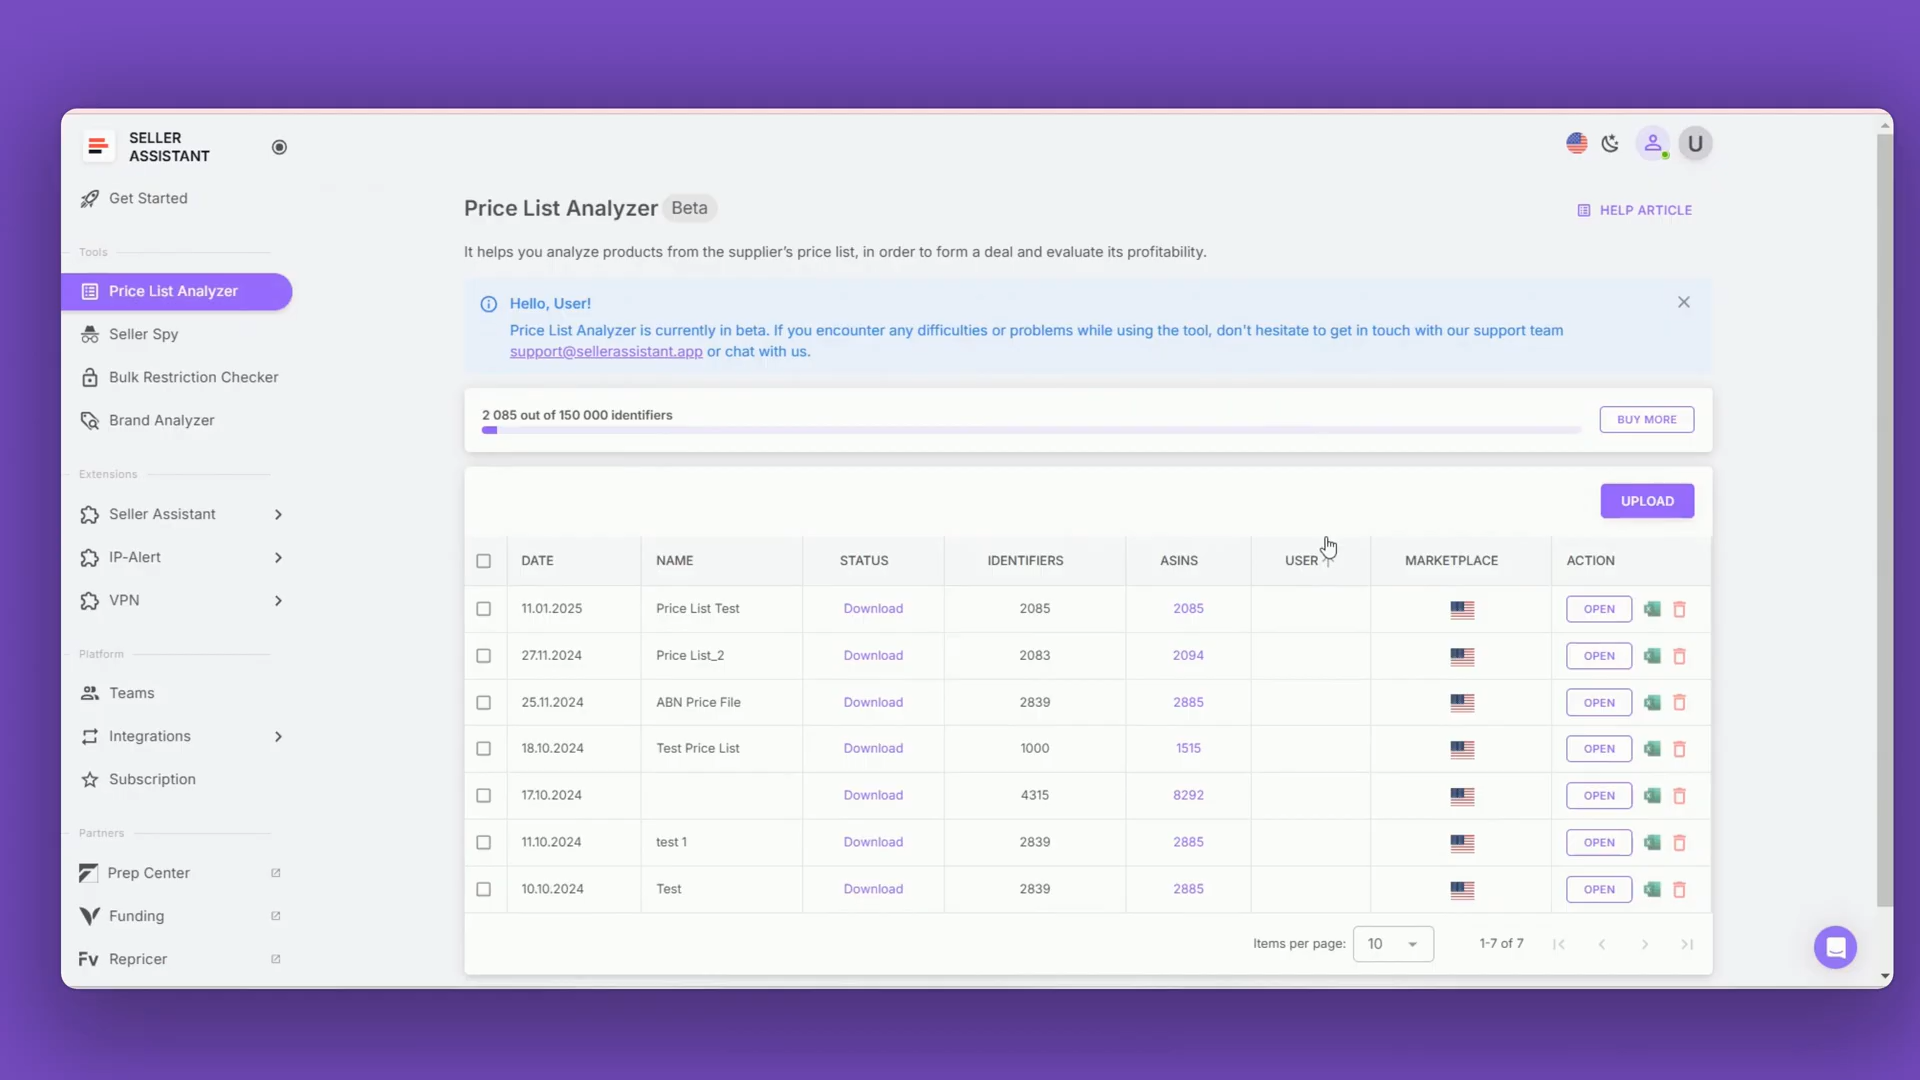 SELLER
ASSISTANT
U
Get Started
Tools
Price List Analyzer
Seller Spy
Bulk Restriction Checker
Brand Analyzer
Extensions
Seller Assistant
IP-Alert
VPN
Platform
Teams
Integrations
Subscription
Partners
Prep Center
Funding
Fv Repricer
Price List Analyzer Beta
HELP ARTICLE
It helps you analyze products from the supplier's price list, in order to form a deal and evaluate its profitability.
Hello, User!
Price List Analyzer is currently in beta. If you encounter any difficulties or problems while using the tool, don't hesitate to get in touch with our support team
support@sellerassistant.app or chat with us.
2 085 out of 150 000 identifiers
BUY MORE
UPLOAD
DATE NAME STATUS IDENTIFIERS ASINS USER MARKETPLACE ACTION
11.01.2025 Price List Test Download 2085 2085 OPEN
27.11.2024 Price List_2 Download 2083 2094 OPEN
25.11.2024 ABN Price File Download 2839 2885 OPEN
18.10.2024 Test Price List Download 1000 1515 OPEN
17.10.2024 Download 4315 8292 OPEN
11.10.2024 test 1 Download 2839 2885 OPEN
10.10.2024 Test Download 2839 2885 OPEN
Items per page: 10 1-7 of 7